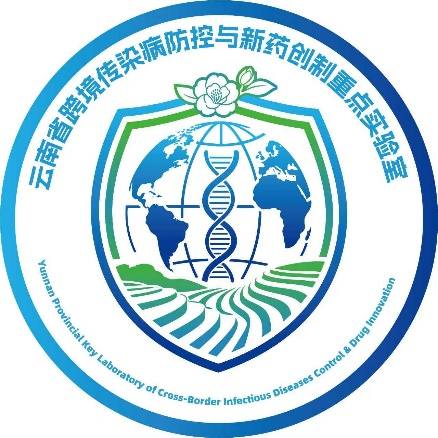 云南省跨境传染病防控与新药创制重点实验室
Yunnan Provincial Key Laboratory of Cross-Border Infectious Diseases Control & Drug Innovation